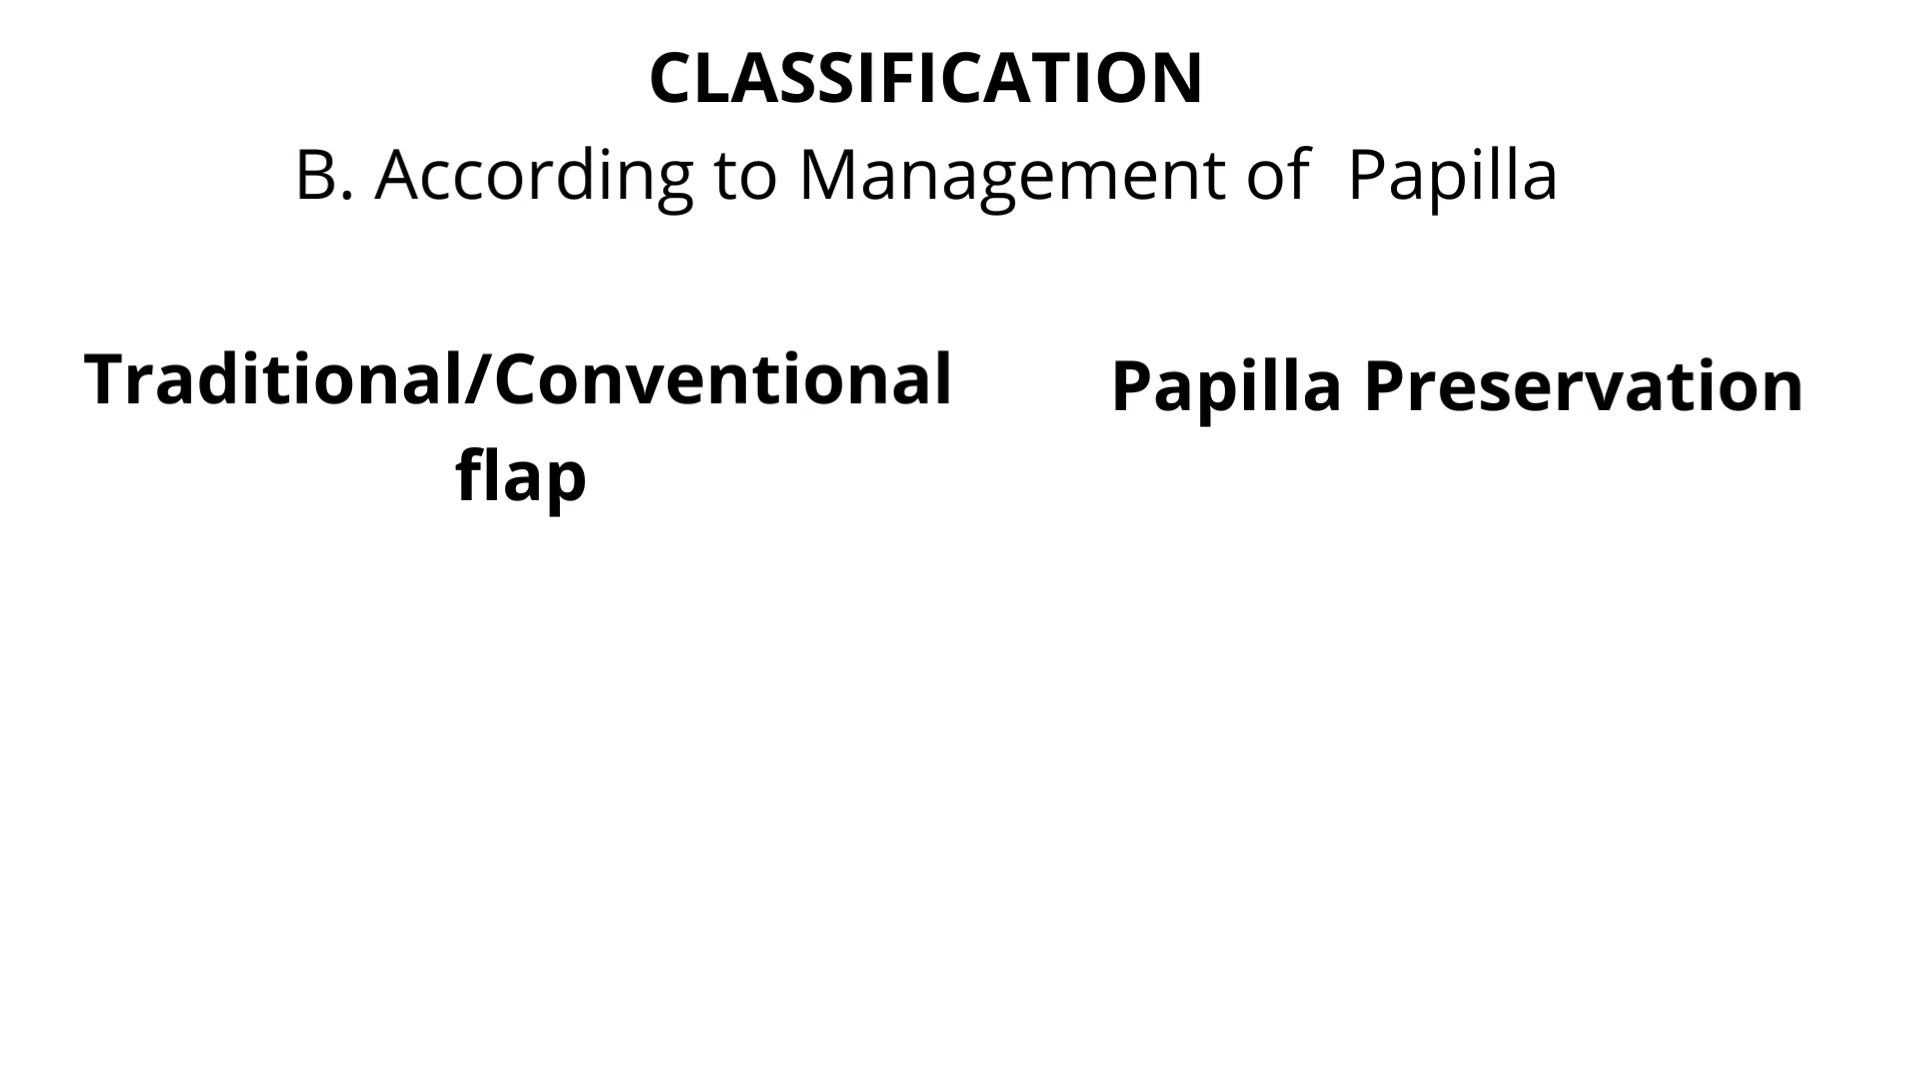 CLASSIFICATION
B. According to Management of  Papilla
Traditional/Conventional
flap
Papilla Preservation